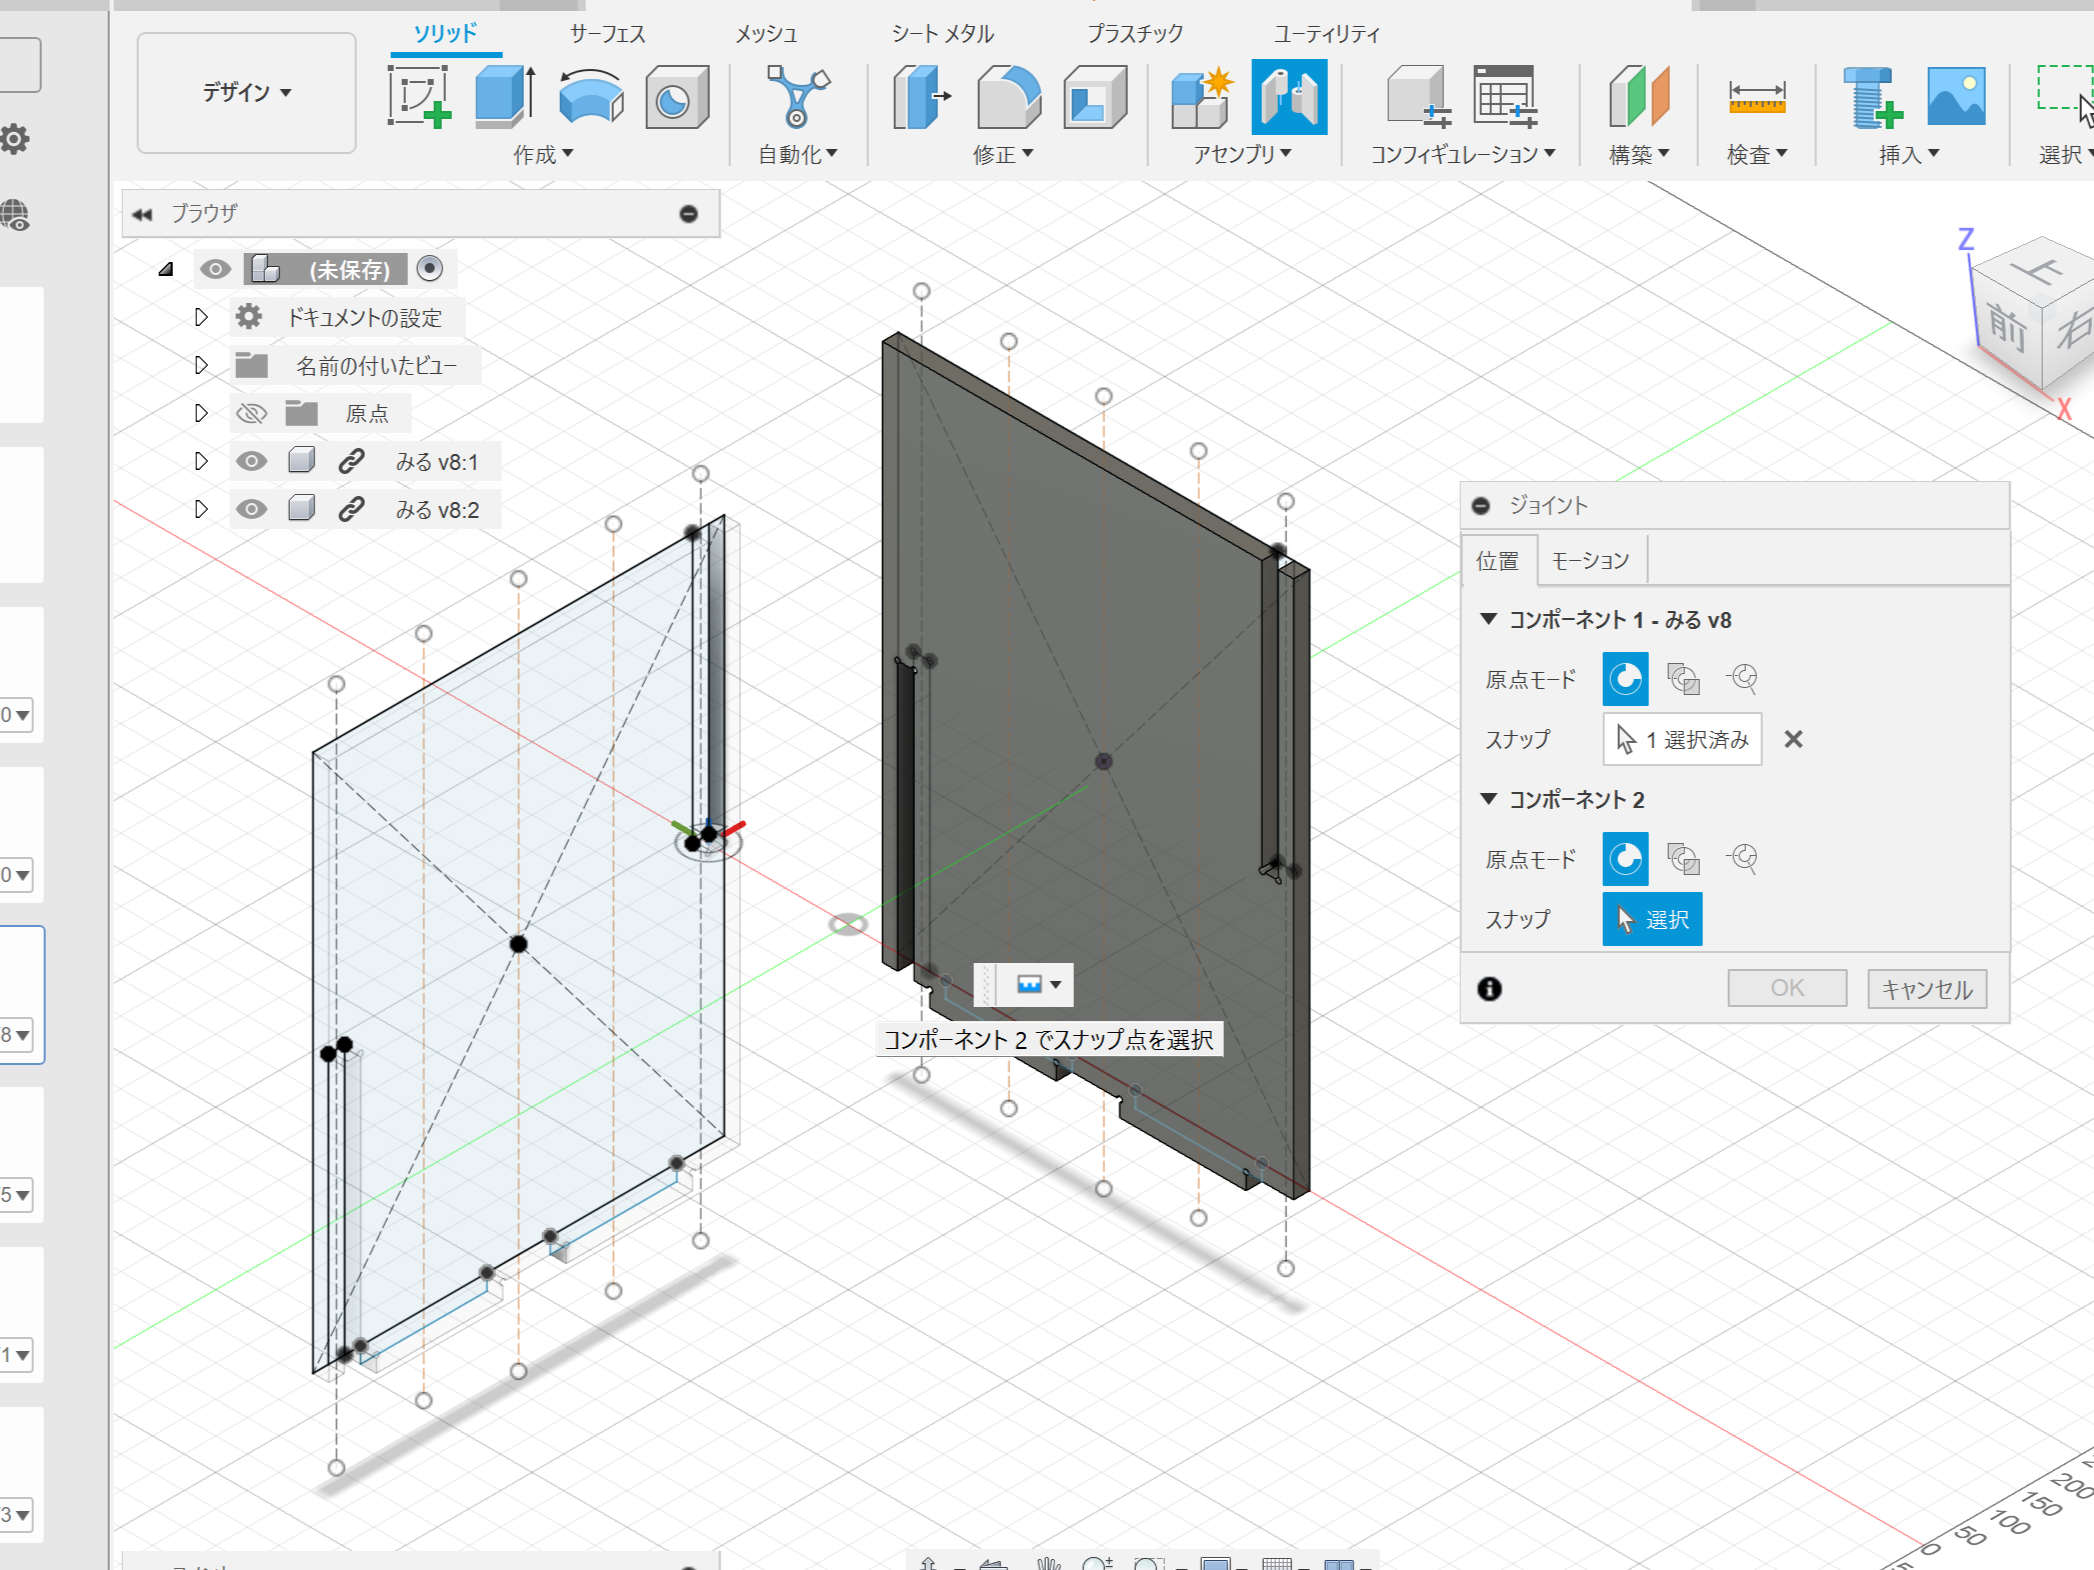 ソリッド
サーフェス
メッシュ
シート メタル
プラスチック
ユーティリティ
デザイン
作成
自動化
修正
アセンブリ
コンフィギュレーション
構築
検査
挿入
選択
ブラウザ
(未保存)
ドキュメントの設定
名前の付いたビュー
原点
みる v8:1
みる v8:2
Z
上
前
右
X
ジョイント
位置
モーション
コンポーネント 1 - みる v8
原点モード
スナップ
1 選択済み
コンポーネント 2
原点モード
スナップ
選択
OK
キャンセル
コンポーネント 2 でスナップ点を選択
0
0
8
5
1
3
200
150
100
50
0